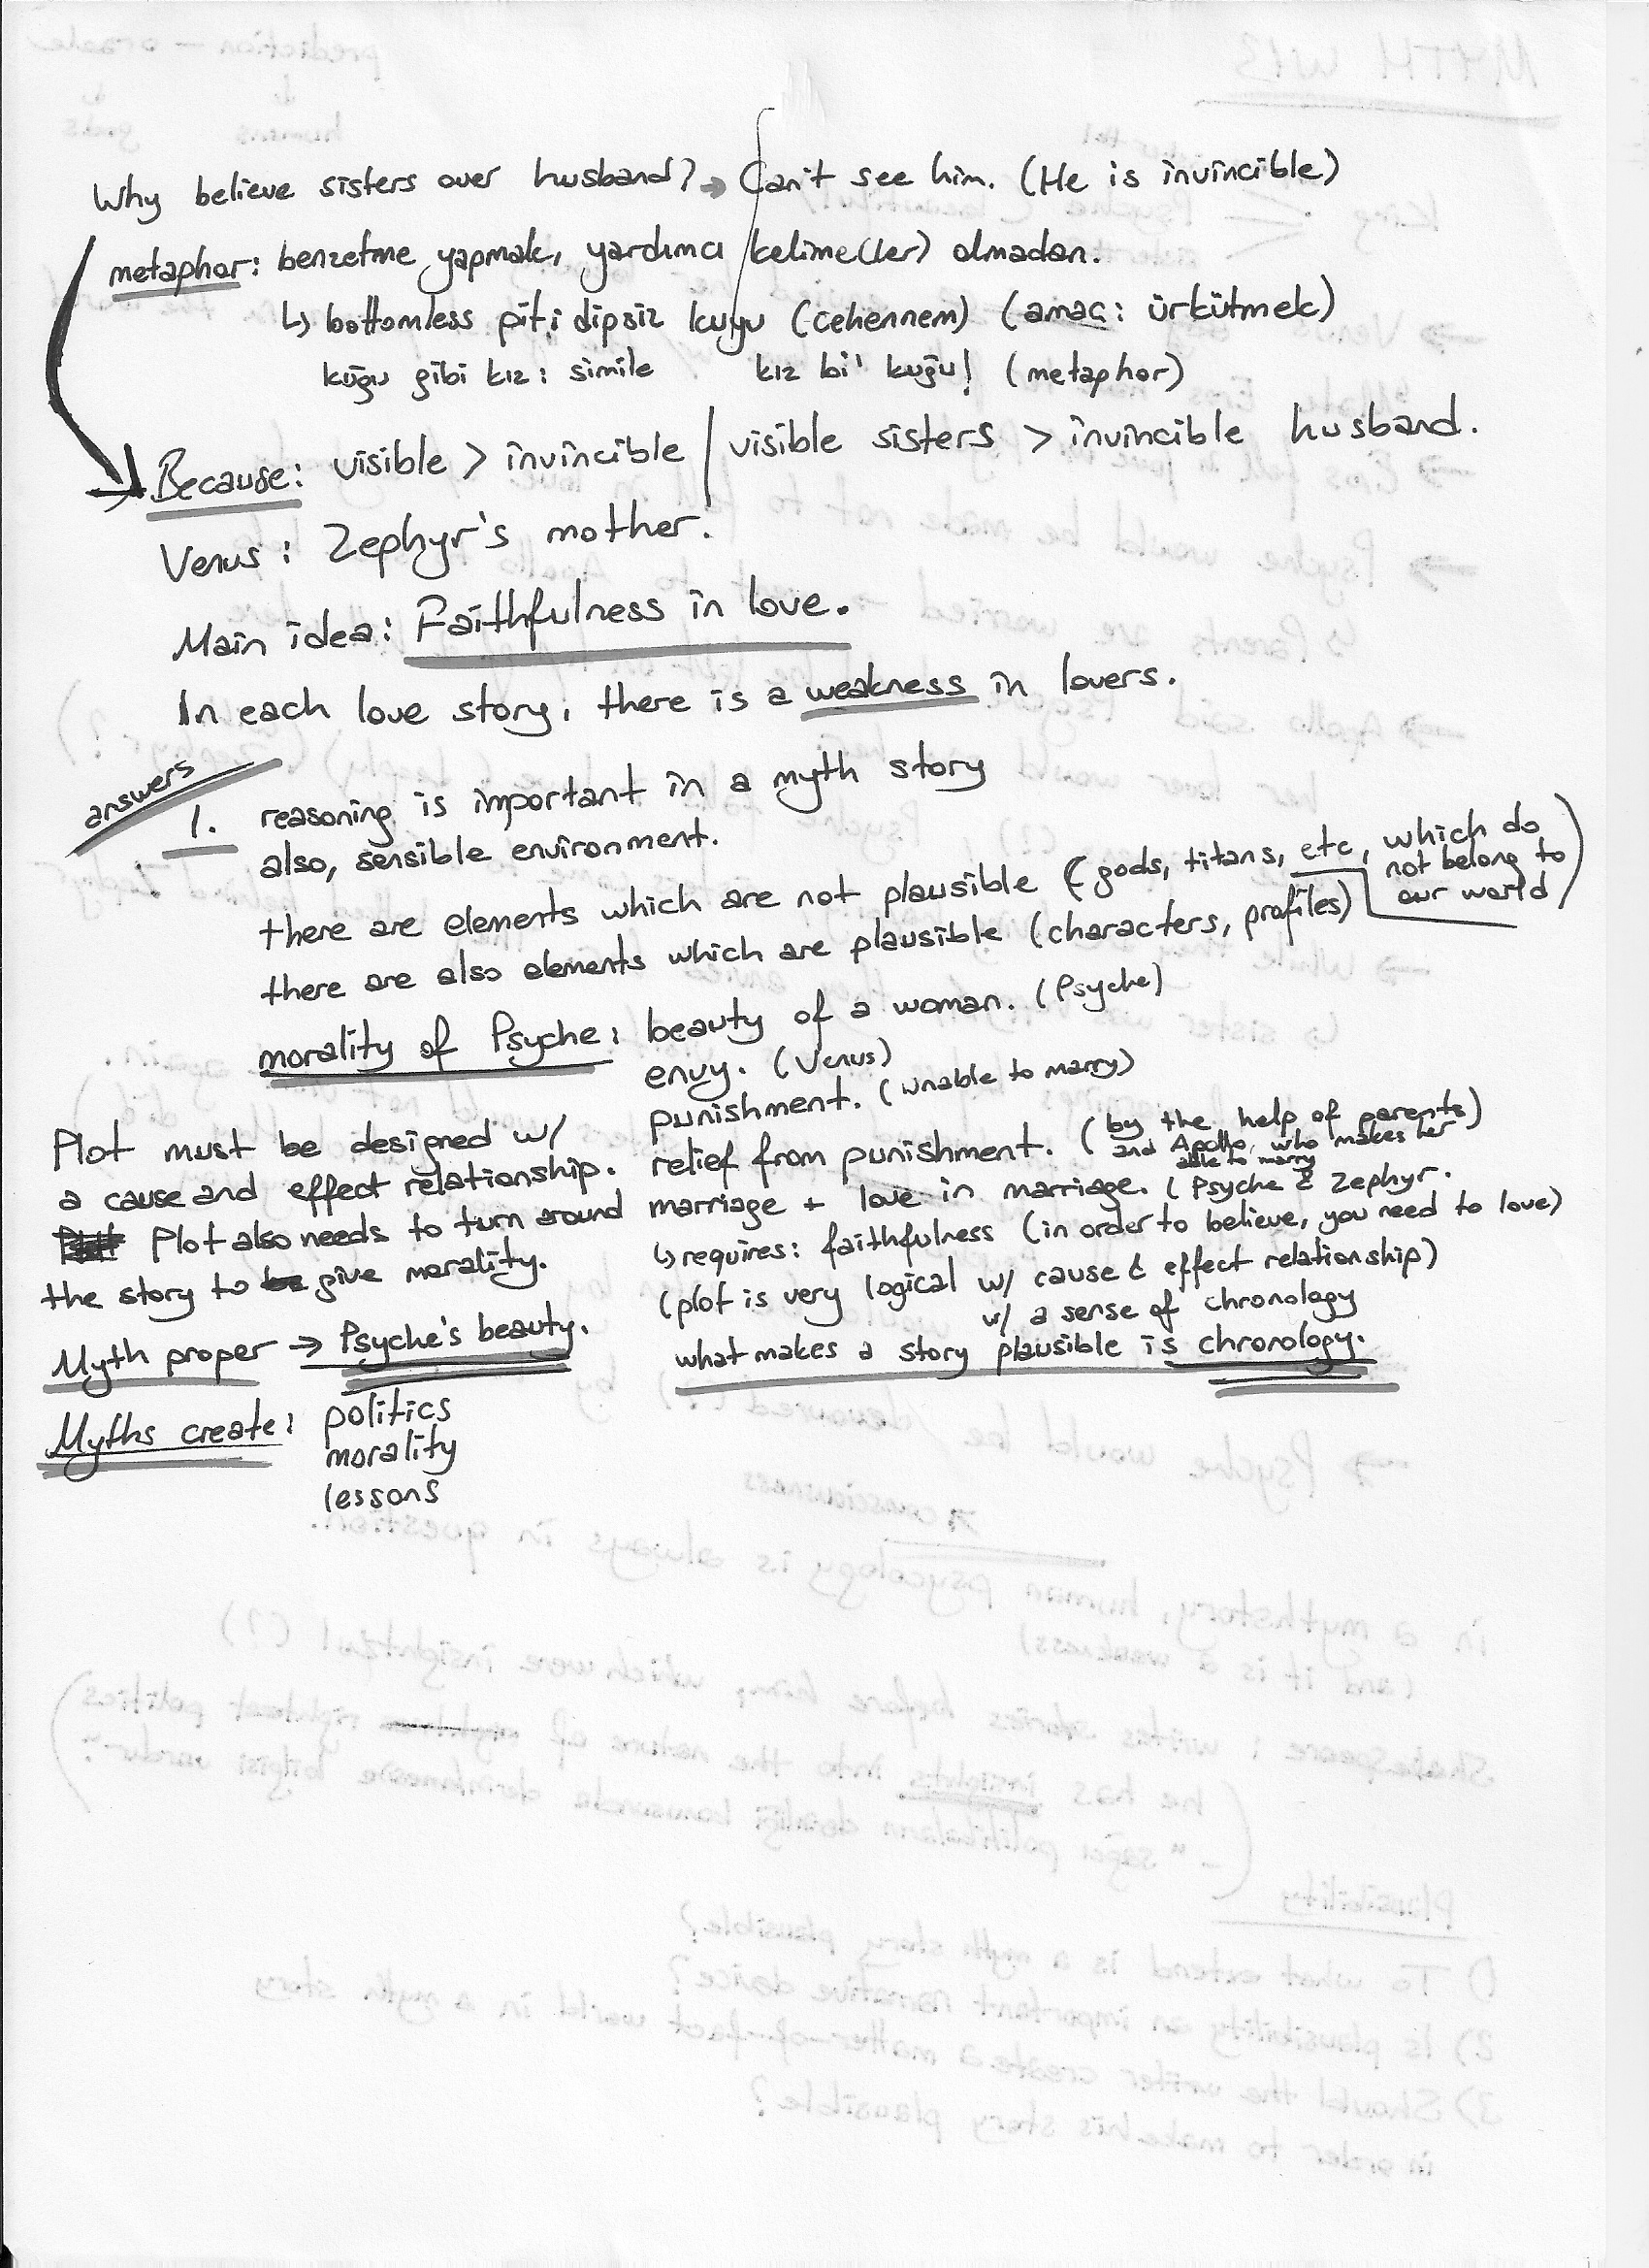 Why believe sisters over husband? → Can't see him. (He is invincible)
metaphor: benzetme yapmak, yardımcı kelime(ler) olmadan.
↳ bottomless pit; dipsiz kuyu (cehennem) (amaç: ürkütmek)
kuğu gibi kız: simile kız bi' kuğu! (metaphor)
Because: visible > invincible / visible sisters > invincible husband.
Venus: Zephyr's mother.
Main idea: Faithfulness in love.
In each love story, there is a weakness in lovers.
answers
1. reasoning is important in a myth story
also, sensible environment.
there are elements which are not plausible (gods, titans, etc, which do
not belong to
our world)
there are also elements which are plausible (characters, profiles)
morality of Psyche: beauty of a woman. (Psyche)
envy. (Venus)
punishment. (unable to marry)
relief from punishment. (by the help of parents)
and Apollo, who makes her
able to marry
marriage + love in marriage. (Psyche & Zephyr.
↳ requires: faithfulness (in order to believe, you need to love)
(plot is very logical w/ cause & effect relationship)
w/ a sense of chronology
what makes a story plausible is chronology.
Plot must be designed w/
a cause and effect relationship.
Plot also needs to turn around
the story to be give morality.
Myth proper → Psyche's beauty.
Myths create: politics
morality
lessons